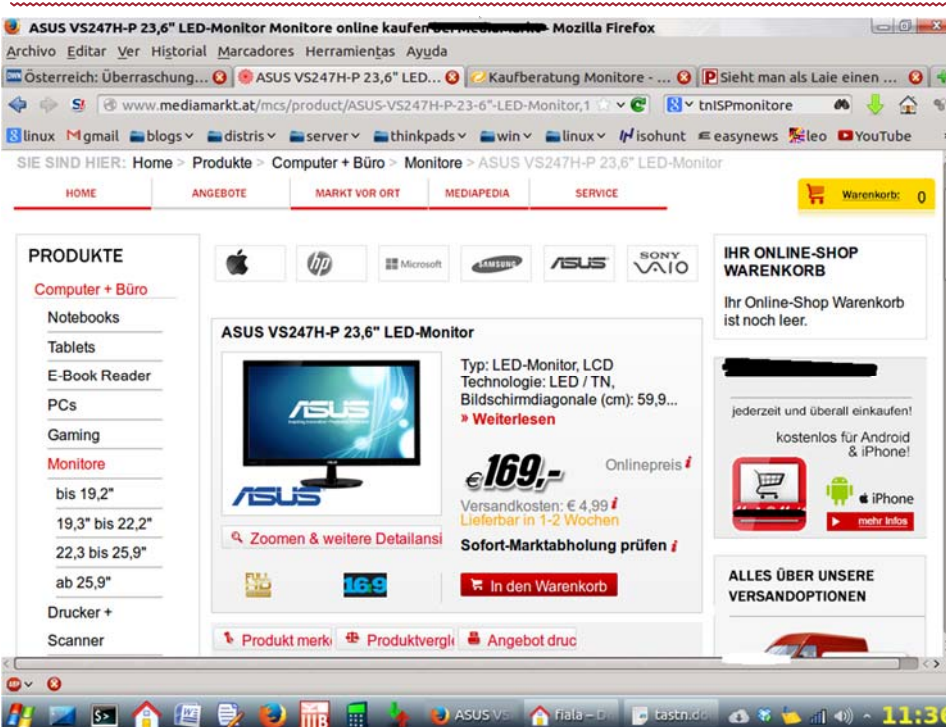 ASUS VS247H-P 23,6" LED-Monitor Monitore online kaufen - Mozilla Firefox
Archivo Editar Ver Historial Marcadores Herramientas Ayuda
Österreich: Überraschung... ASUS VS247H-P 23,6" LED... Kaufberatung Monitore - ... Sieht man als Laie einen ...
www.mediamarkt.at/mcs/product/ASUS-VS247H-P-23-6"-LED-Monitor,1 tnISPmonitore
linux gmail blogs distris server thinkpads win linux isohunt easynews leo YouTube
SIE SIND HIER: Home > Produkte > Computer + Büro > Monitore > ASUS VS247H-P 23,6" LED-Monitor
HOME ANGEBOTE MARKT VOR ORT MEDIAPEDIA SERVICE
Warenkorb: 0
PRODUKTE
Computer + Büro
Notebooks
Tablets
E-Book Reader
PCs
Gaming
Monitore
bis 19,2"
19,3" bis 22,2"
22,3 bis 25,9"
ab 25,9"
Drucker +
Scanner
hp Microsoft SAMSUNG ASUS SONY VAIO
ASUS VS247H-P 23,6" LED-Monitor
ASUS
ASUS
Typ: LED-Monitor, LCD
Technologie: LED / TN,
Bildschirmdiagonale (cm): 59,9...
» Weiterlesen
€169,- Onlinepreis i
Versandkosten: € 4,99 i
Lieferbar in 1-2 Wochen
Sofort-Marktabholung prüfen i
Zoomen & weitere Detailansi
FULL HD 16:9
In den Warenkorb
Produkt merk Produktvergle Angebot druc
IHR ONLINE-SHOP
WARENKORB
Ihr Online-Shop Warenkorb
ist noch leer.
jederzeit und überall einkaufen!
kostenlos für Android
& iPhone!
iPhone
mehr Infos
ALLES ÜBER UNSERE
VERSANDOPTIONEN
ASUS VS fiala – D tastn.do 11:34